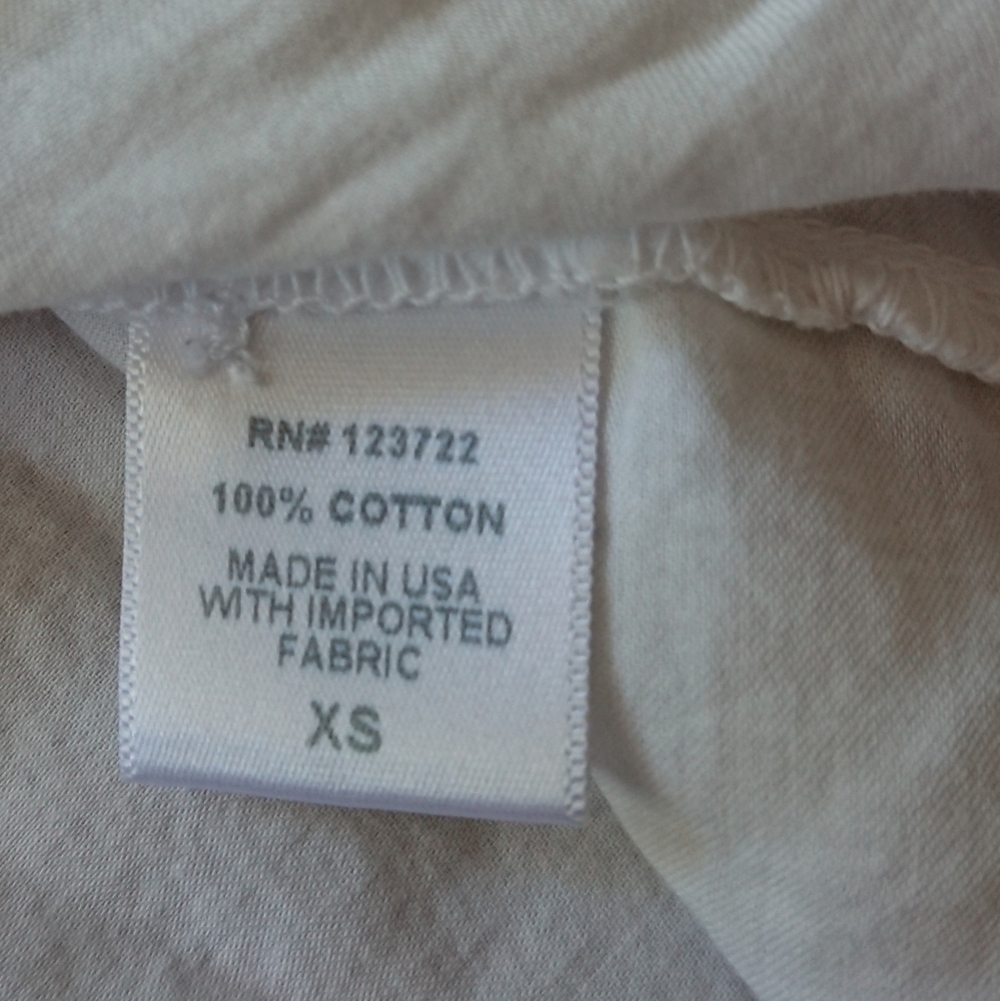 RN# 123722
100% COTTON
MADE IN USA
WITH IMPORTED
FABRIC
XS